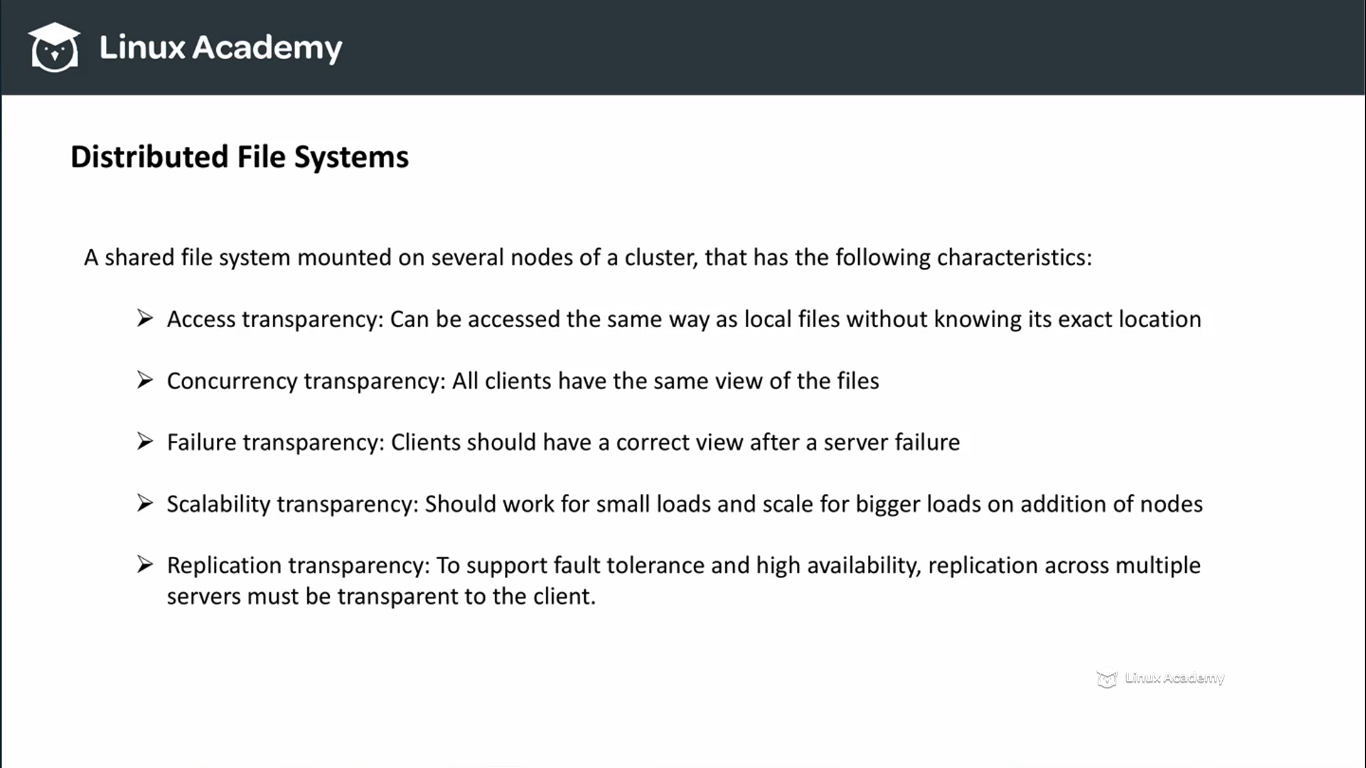 Linux Academy
Distributed File Systems
A shared file system mounted on several nodes of a cluster, that has the following characteristics:
➢ Access transparency: Can be accessed the same way as local files without knowing its exact location
➢ Concurrency transparency: All clients have the same view of the files
➢ Failure transparency: Clients should have a correct view after a server failure
➢ Scalability transparency: Should work for small loads and scale for bigger loads on addition of nodes
➢ Replication transparency: To support fault tolerance and high availability, replication across multiple
servers must be transparent to the client.
Linux Academy